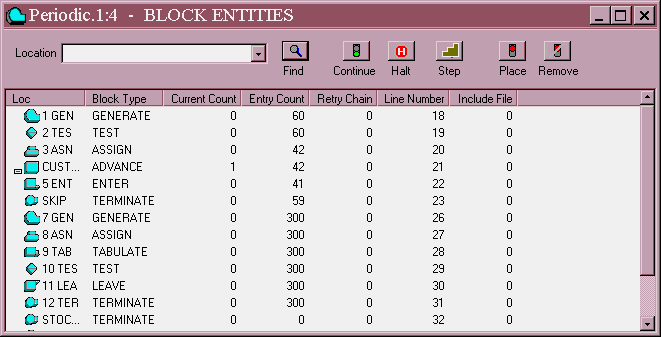 Periodic.1:4 - BLOCK ENTITIES
Location
Find Continue Halt Step Place Remove
Loc Block Type Current Count Entry Count Retry Chain Line Number Include File
1 GEN GENERATE 0 60 0 18 0
2 TES TEST 0 60 0 19 0
3 ASN ASSIGN 0 42 0 20 0
CUST... ADVANCE 1 42 0 21 0
5 ENT ENTER 0 41 0 22 0
SKIP TERMINATE 0 59 0 23 0
7 GEN GENERATE 0 300 0 26 0
8 ASN ASSIGN 0 300 0 27 0
9 TAB TABULATE 0 300 0 28 0
10 TES TEST 0 300 0 29 0
11 LEA LEAVE 0 300 0 30 0
12 TER TERMINATE 0 300 0 31 0
STOC... TERMINATE 0 0 0 32 0